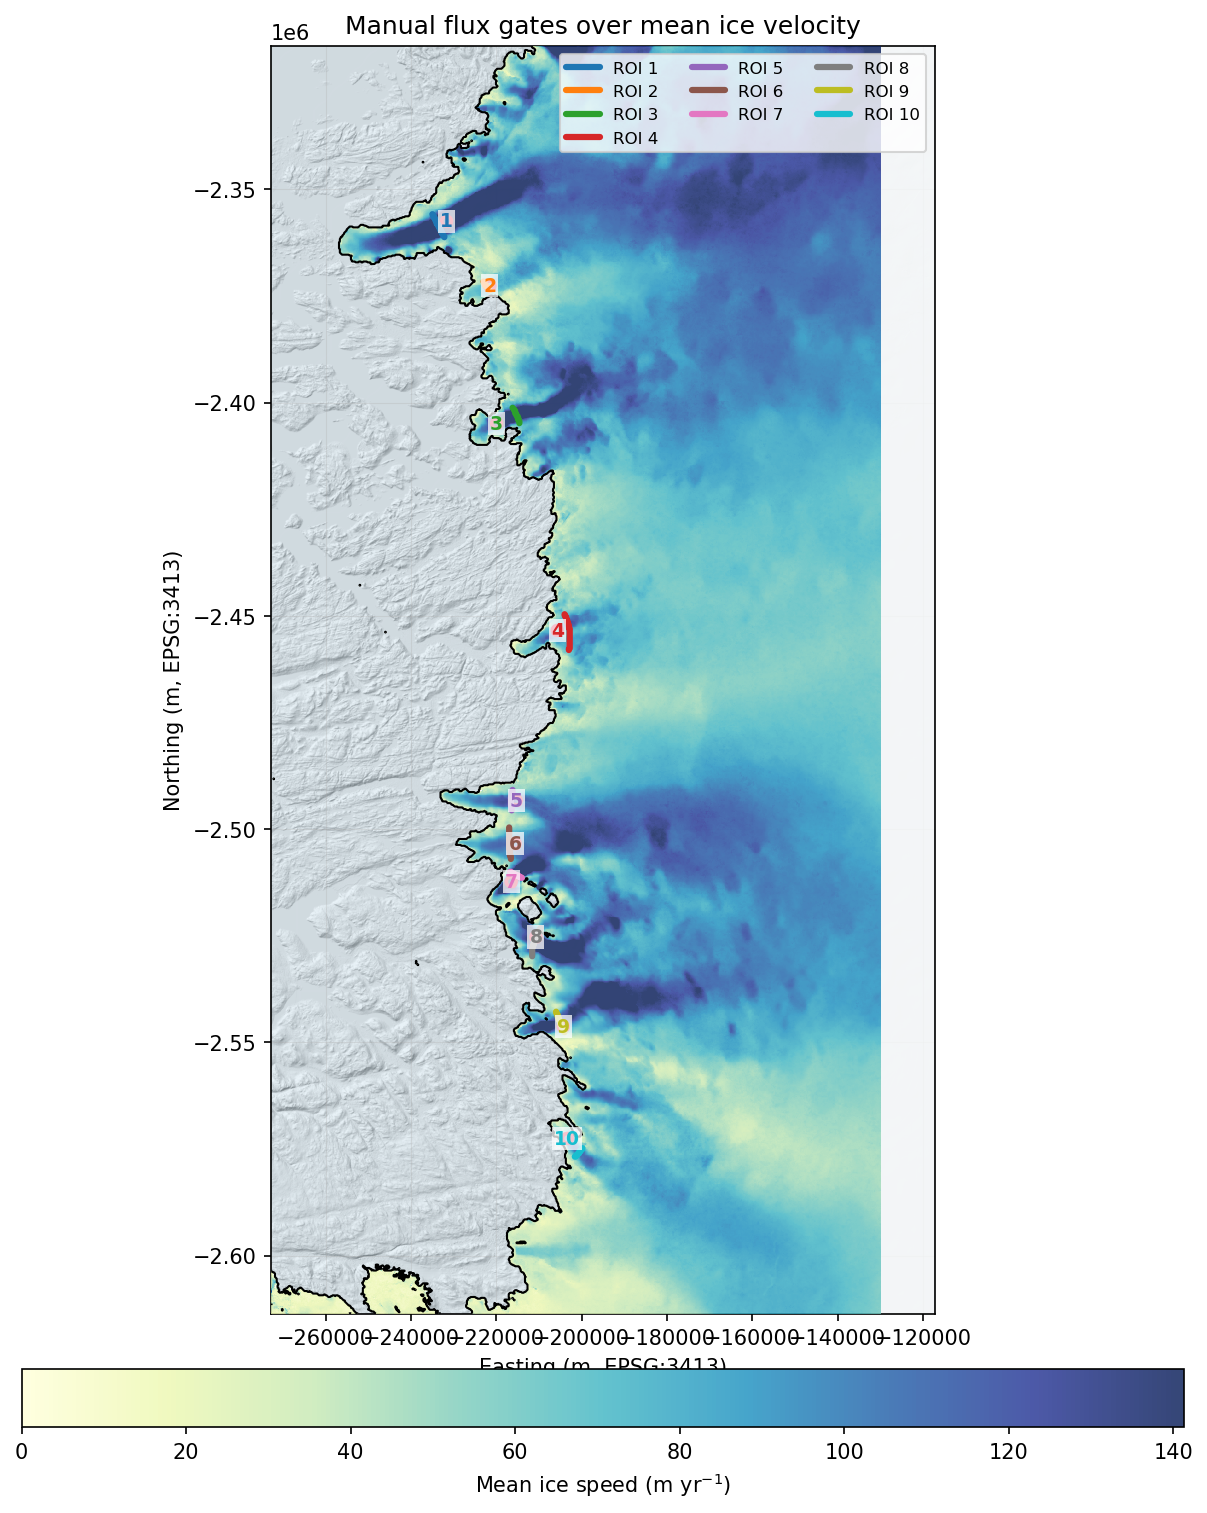 Manual flux gates over mean ice velocity
1e6
ROI 1
ROI 2
ROI 3
ROI 4
ROI 5
ROI 6
ROI 7
ROI 8
ROI 9
ROI 10
−2.35
−2.40
−2.45
−2.50
−2.55
−2.60
Northing (m, EPSG:3413)
1
2
3
4
5
6
7
8
9
10
−260000
−240000
−220000
−200000
−180000
−160000
−140000
−120000
Easting (m, EPSG:3413)
0 20 40 60 80 100 120 140
Mean ice speed (m yr⁻¹)